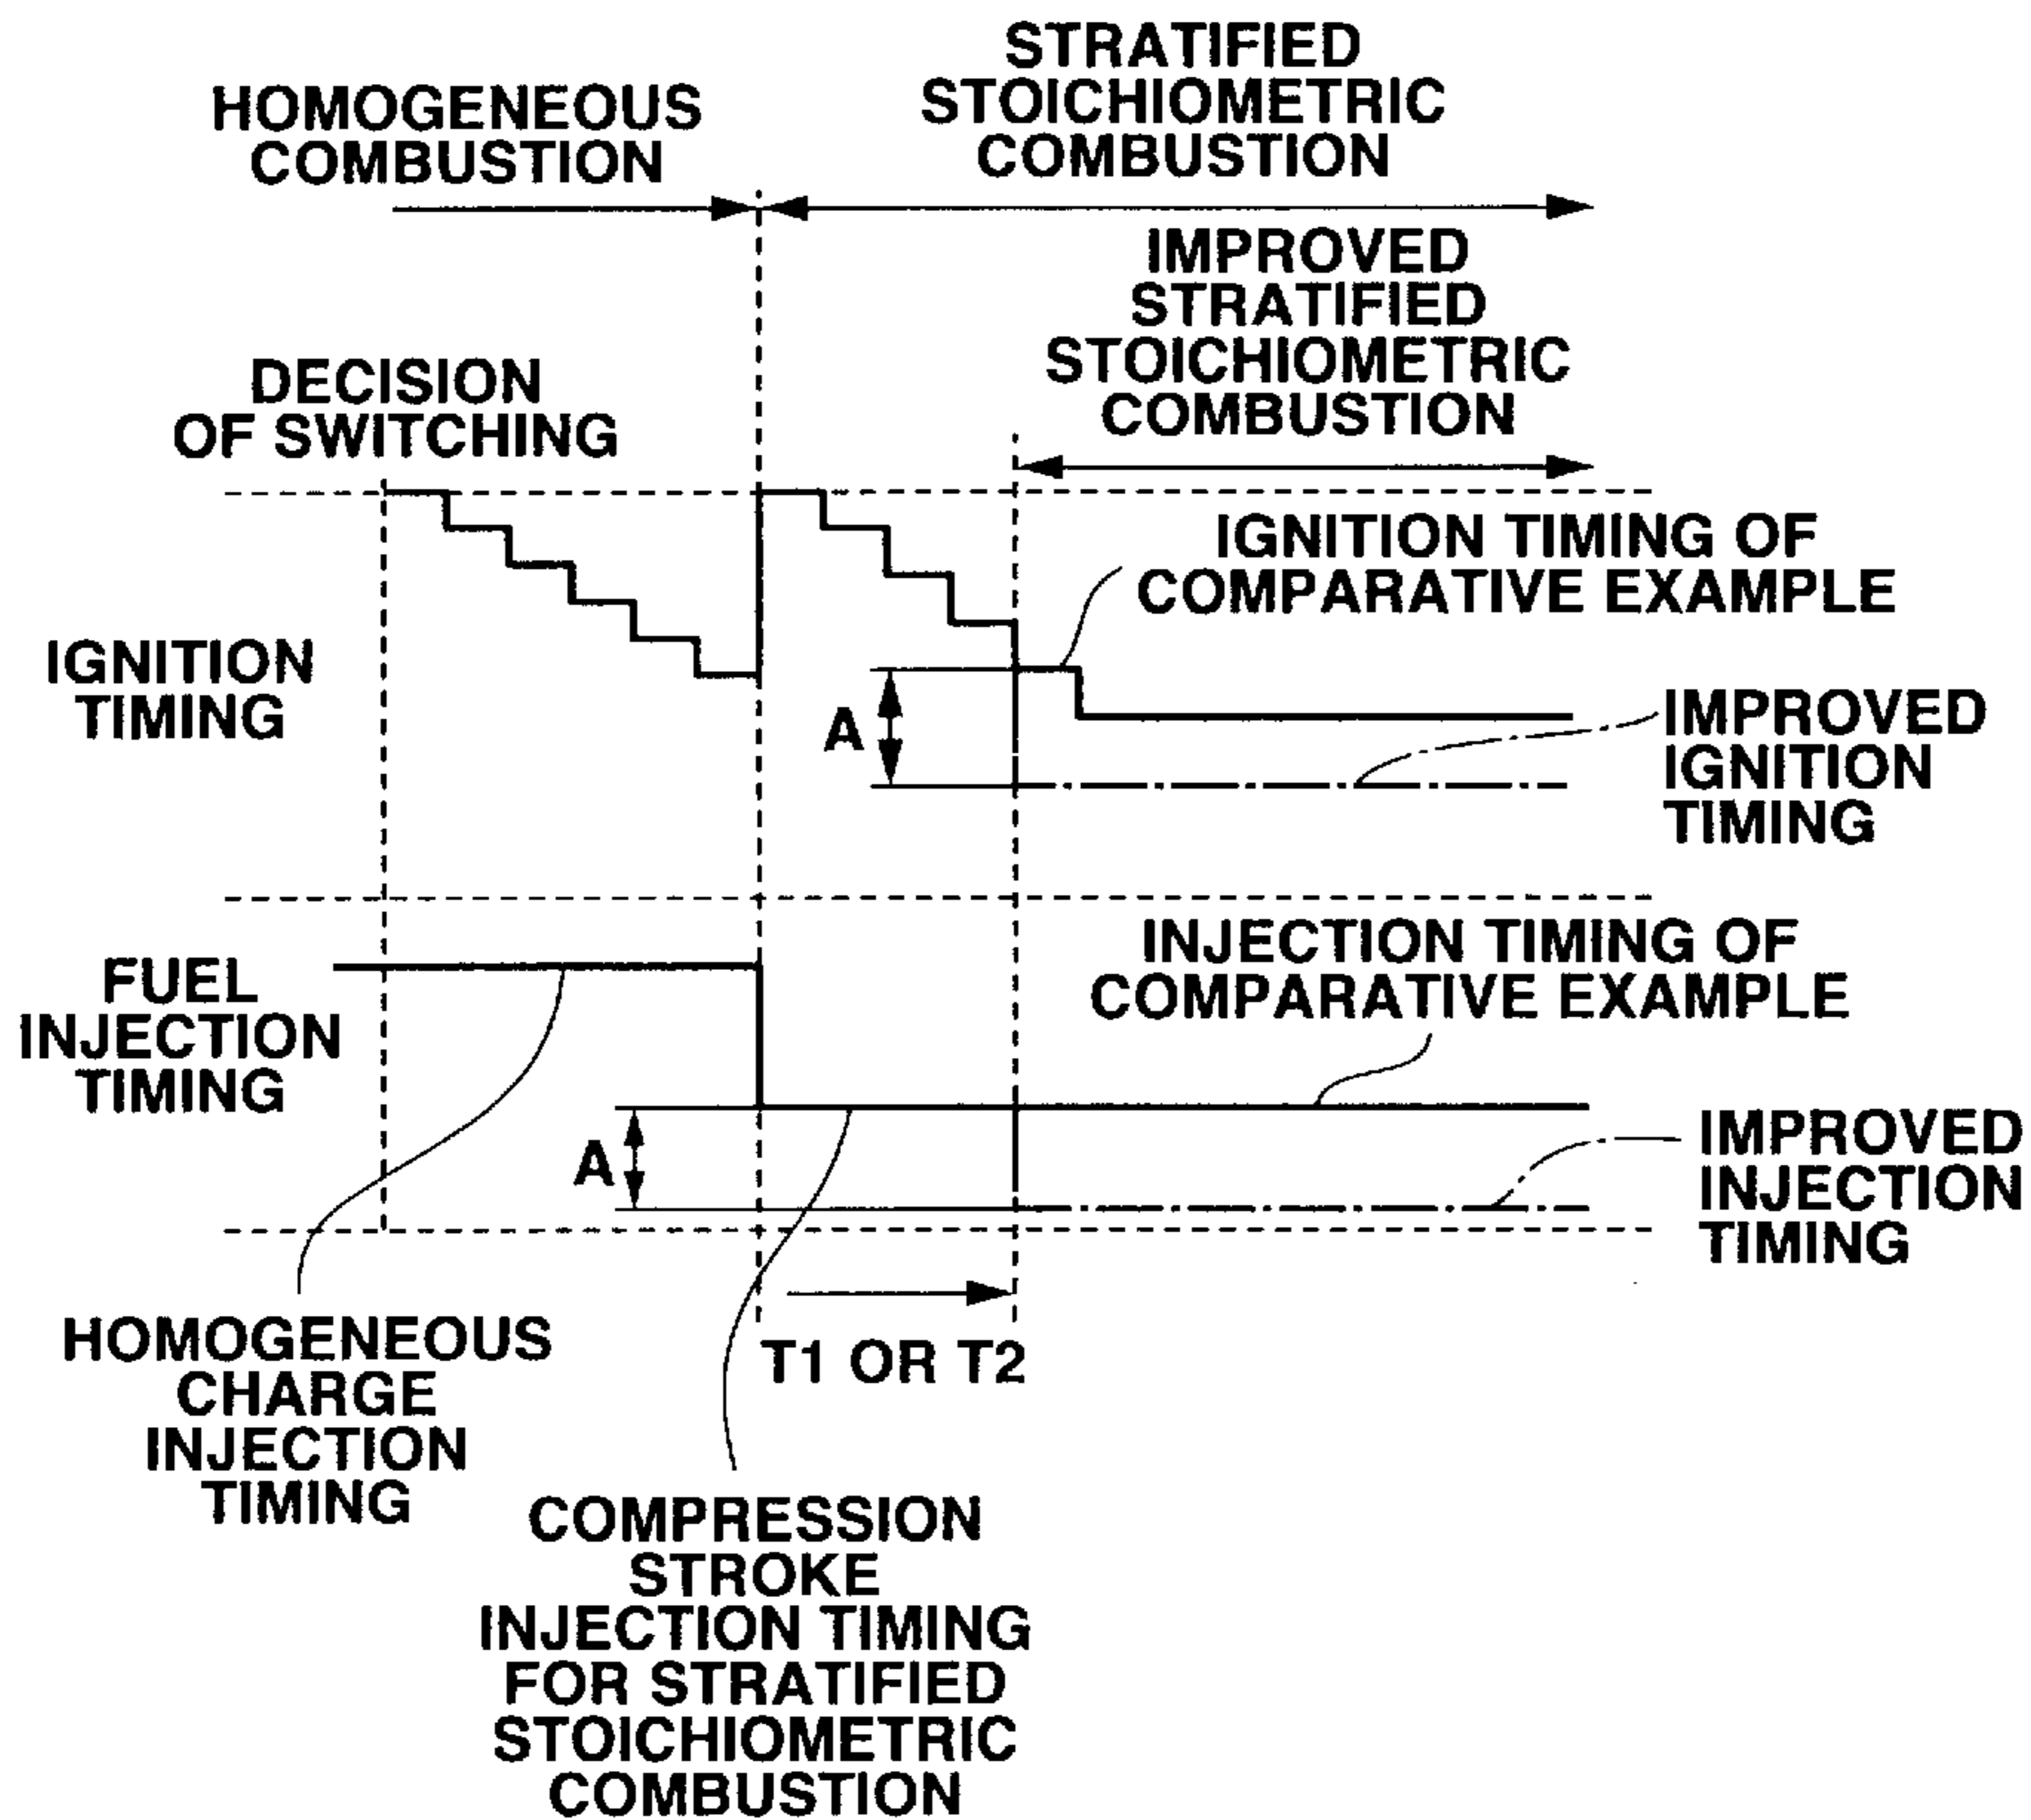 STRATIFIED
STOICHIOMETRIC
COMBUSTION
HOMOGENEOUS
COMBUSTION
IMPROVED
STRATIFIED
STOICHIOMETRIC
COMBUSTION
DECISION
OF SWITCHING
IGNITION TIMING OF
COMPARATIVE EXAMPLE
IGNITION
TIMING
A
IMPROVED
IGNITION
TIMING
INJECTION TIMING OF
COMPARATIVE EXAMPLE
FUEL
INJECTION
TIMING
A
IMPROVED
INJECTION
TIMING
T1 OR T2
HOMOGENEOUS
CHARGE
INJECTION
TIMING
COMPRESSION
STROKE
INJECTION TIMING
FOR STRATIFIED
STOICHIOMETRIC
COMBUSTION